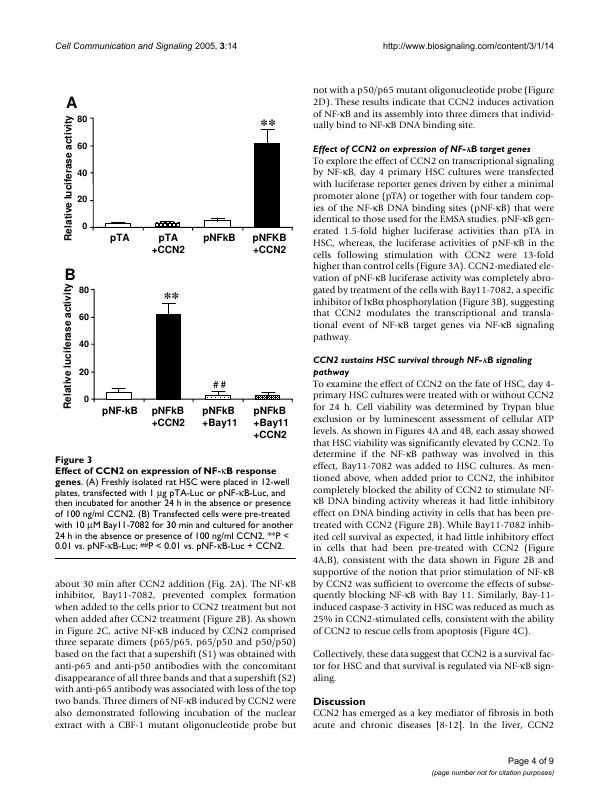 Cell Communication and Signaling 2005, 3:14
http://www.biosignaling.com/content/3/1/14
A
Relative luciferase activity
80
60
40
20
0
**
pTA
pTA
+CCN2
pNFkB
pNFKB
+CCN2
B
Relative luciferase activity
80
60
40
20
0
**
##
pNF-kB
pNFkB
+CCN2
pNFkB
+Bay11
pNFkB
+Bay11
+CCN2
Figure 3
Effect of CCN2 on expression of NF-κB response
genes. (A) Freshly isolated rat HSC were placed in 12-well
plates, transfected with 1 μg pTA-Luc or pNF-κB-Luc, and
then incubated for another 24 h in the absence or presence
of 100 ng/ml CCN2. (B) Transfected cells were pre-treated
with 10 μM Bay11-7082 for 30 min and cultured for another
24 h in the absence or presence of 100 ng/ml CCN2. **P <
0.01 vs. pNF-κB-Luc; ##P < 0.01 vs. pNF-κB-Luc + CCN2.
about 30 min after CCN2 addition (Fig. 2A). The NF-κB
inhibitor, Bay11-7082, prevented complex formation
when added to the cells prior to CCN2 treatment but not
when added after CCN2 treatment (Figure 2B). As shown
in Figure 2C, active NF-κB induced by CCN2 comprised
three separate dimers (p65/p65, p65/p50 and p50/p50)
based on the fact that a supershift (S1) was obtained with
anti-p65 and anti-p50 antibodies with the concomitant
disappearance of all three bands and that a supershift (S2)
with anti-p65 antibody was associated with loss of the top
two bands. Three dimers of NF-κB induced by CCN2 were
also demonstrated following incubation of the nuclear
extract with a CBF-1 mutant oligonucleotide probe but
not with a p50/p65 mutant oligonucleotide probe (Figure
2D). These results indicate that CCN2 induces activation
of NF-κB and its assembly into three dimers that individ-
ually bind to NF-κB DNA binding site.
Effect of CCN2 on expression of NF-κB target genes
To explore the effect of CCN2 on transcriptional signaling
by NF-κB, day 4 primary HSC cultures were transfected
with luciferase reporter genes driven by either a minimal
promoter alone (pTA) or together with four tandem cop-
ies of the NF-κB DNA binding sites (pNF-κB) that were
identical to those used for the EMSA studies. pNF-κB gen-
erated 1.5-fold higher luciferase activities than pTA in
HSC, whereas, the luciferase activities of pNF-κB in the
cells following stimulation with CCN2 were 13-fold
higher than control cells (Figure 3A). CCN2-mediated ele-
vation of pNF-κB luciferase activity was completely abro-
gated by treatment of the cells with Bay11-7082, a specific
inhibitor of IκBα phosphorylation (Figure 3B), suggesting
that CCN2 modulates the transcriptional and transla-
tional event of NF-κB target genes via NF-κB signaling
pathway.
CCN2 sustains HSC survival through NF-κB signaling
pathway
To examine the effect of CCN2 on the fate of HSC, day 4-
primary HSC cultures were treated with or without CCN2
for 24 h. Cell viability was determined by Trypan blue
exclusion or by luminescent assessment of cellular ATP
levels. As shown in Figures 4A and 4B, each assay showed
that HSC viability was significantly elevated by CCN2. To
determine if the NF-κB pathway was involved in this
effect, Bay11-7082 was added to HSC cultures. As men-
tioned above, when added prior to CCN2, the inhibitor
completely blocked the ability of CCN2 to stimulate NF-
κB DNA binding activity whereas it had little inhibitory
effect on DNA binding activity in cells that has been pre-
treated with CCN2 (Figure 2B). While Bay11-7082 inhib-
ited cell survival as expected, it had little inhibitory effect
in cells that had been pre-treated with CCN2 (Figure
4A,B), consistent with the data shown in Figure 2B and
supportive of the notion that prior stimulation of NF-κB
by CCN2 was sufficient to overcome the effects of subse-
quently blocking NF-κB with Bay 11. Similarly, Bay-11-
induced caspase-3 activity in HSC was reduced as much as
25% in CCN2-stimulated cells, consistent with the ability
of CCN2 to rescue cells from apoptosis (Figure 4C).
Collectively, these data suggest that CCN2 is a survival fac-
tor for HSC and that survival is regulated via NF-κB sign-
aling.
Discussion
CCN2 has emerged as a key mediator of fibrosis in both
acute and chronic diseases [8-12]. In the liver, CCN2
Page 4 of 9
(page number not for citation purposes)